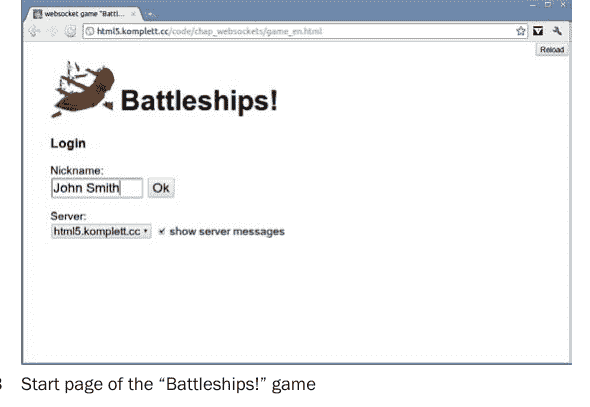 websocket game "Battl...
html5.komplett.cc/code/chap_websockets/game_en.html
Reload
Battleships!
Login
Nickname:
John Smith Ok
Server:
html5.komplett.cc show server messages
Start page of the “Battleships!” game